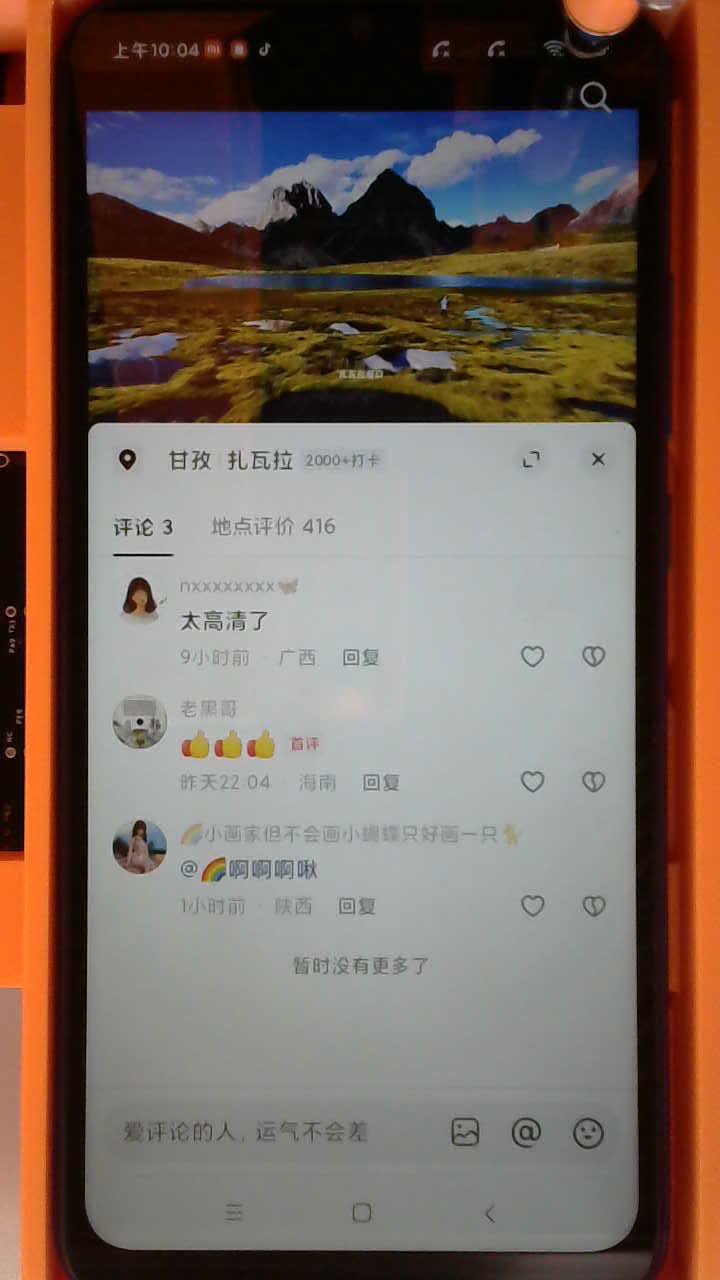 上午10:04
甘孜 扎瓦拉 2000+打卡
评论 3 地点评价 416
nxxxxxxxx
太高清了
9小时前 · 广西 回复
老黑哥
首评
昨天22:04 · 海南 回复
小画家但不会画小蝴蝶只好画一只
@🌈啊啊啊啾
1小时前 · 陕西 回复
暂时没有更多了
爱评论的人，运气不会差